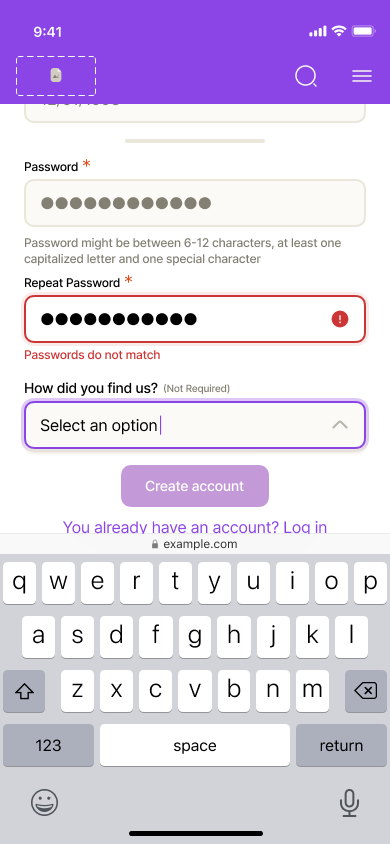 9:41
Password *
●●●●●●●●●●●●
Password might be between 6-12 characters, at least one
capitalized letter and one special character
Repeat Password *
●●●●●●●●●●●
Passwords do not match
How did you find us? (Not Required)
Select an option
Create account
You already have an account? Log in
example.com
q w e r t y u i o p
a s d f g h j k l
z x c v b n m
123 space return